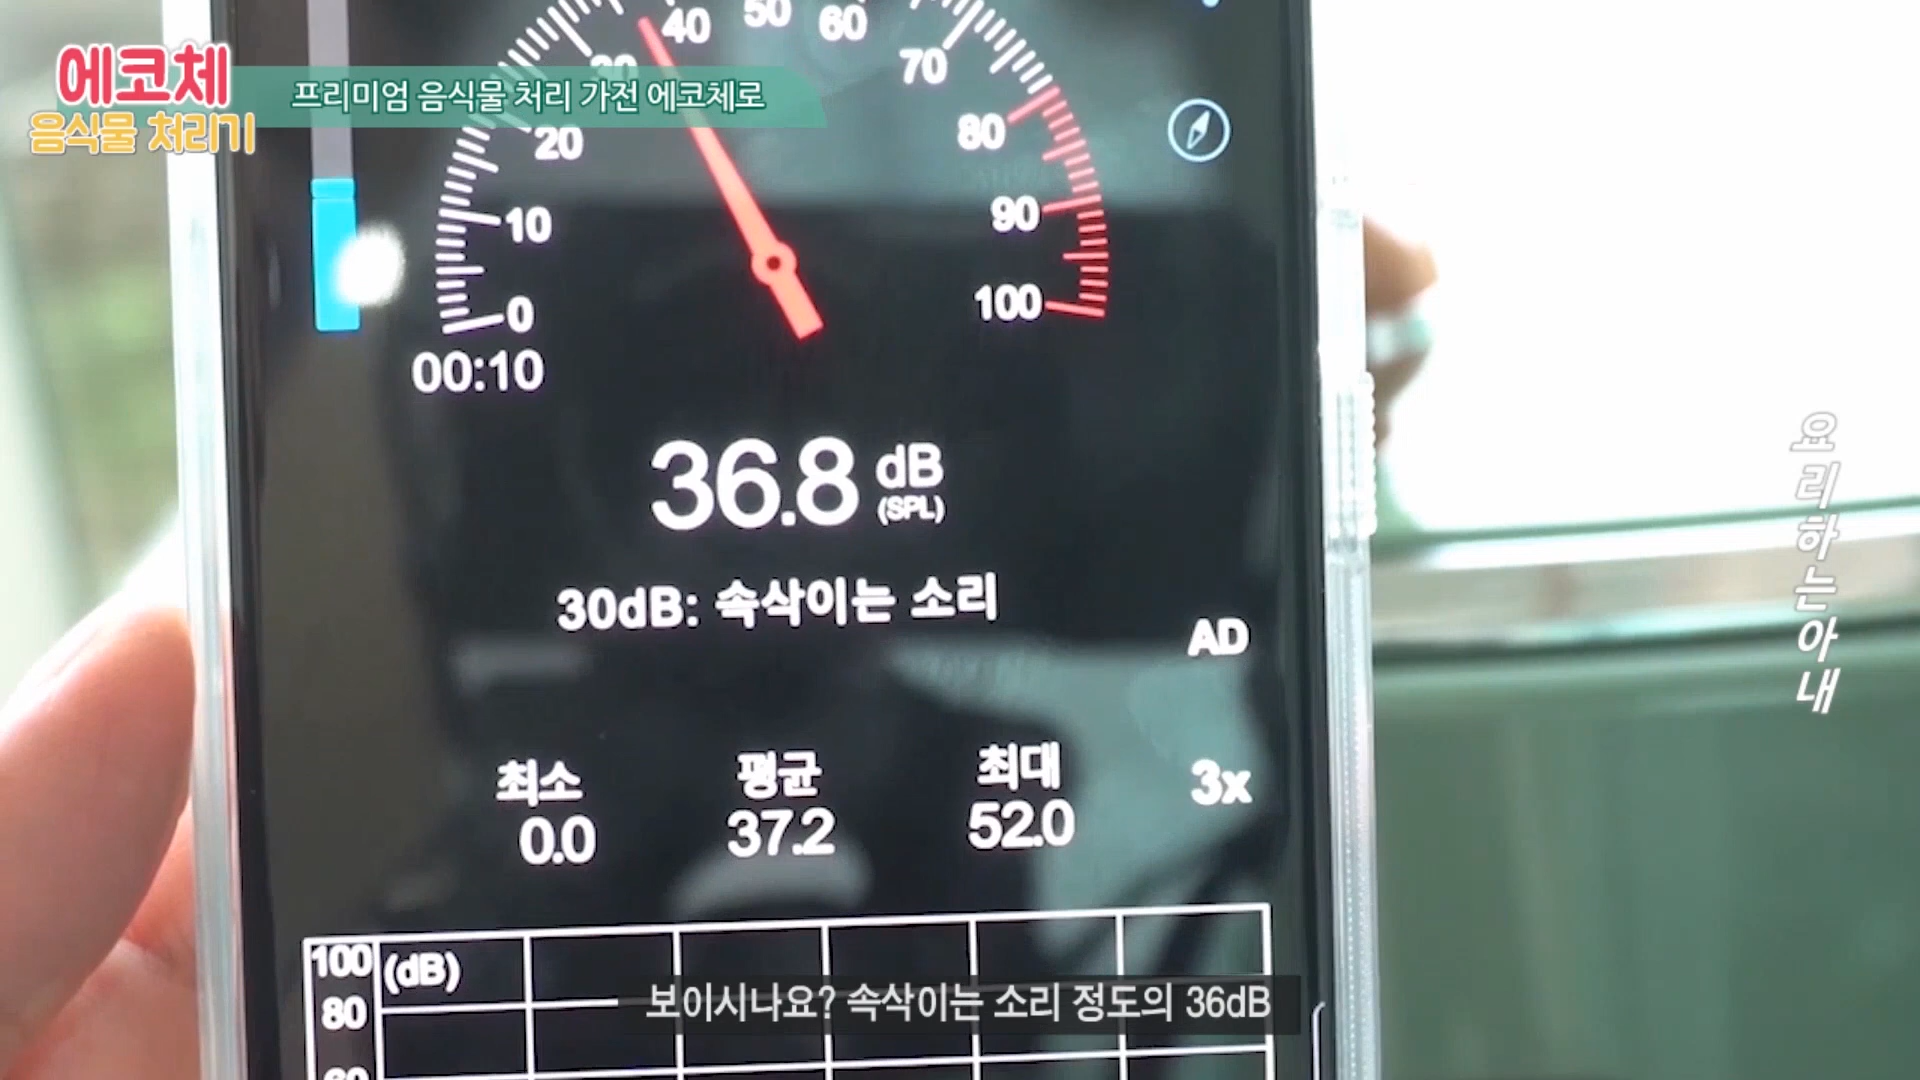 에코체
음식물 처리기
프리미엄 음식물 처리 가전 에코체로
0
10
20
30
40
50
60
70
80
90
100
00:10
36.8 dB
(SPL)
30dB: 속삭이는 소리
AD
최소 평균 최대
0.0 37.2 52.0
3x
100 (dB)
80
60
보이시나요? 속삭이는 소리 정도의 36dB
요리하는아내